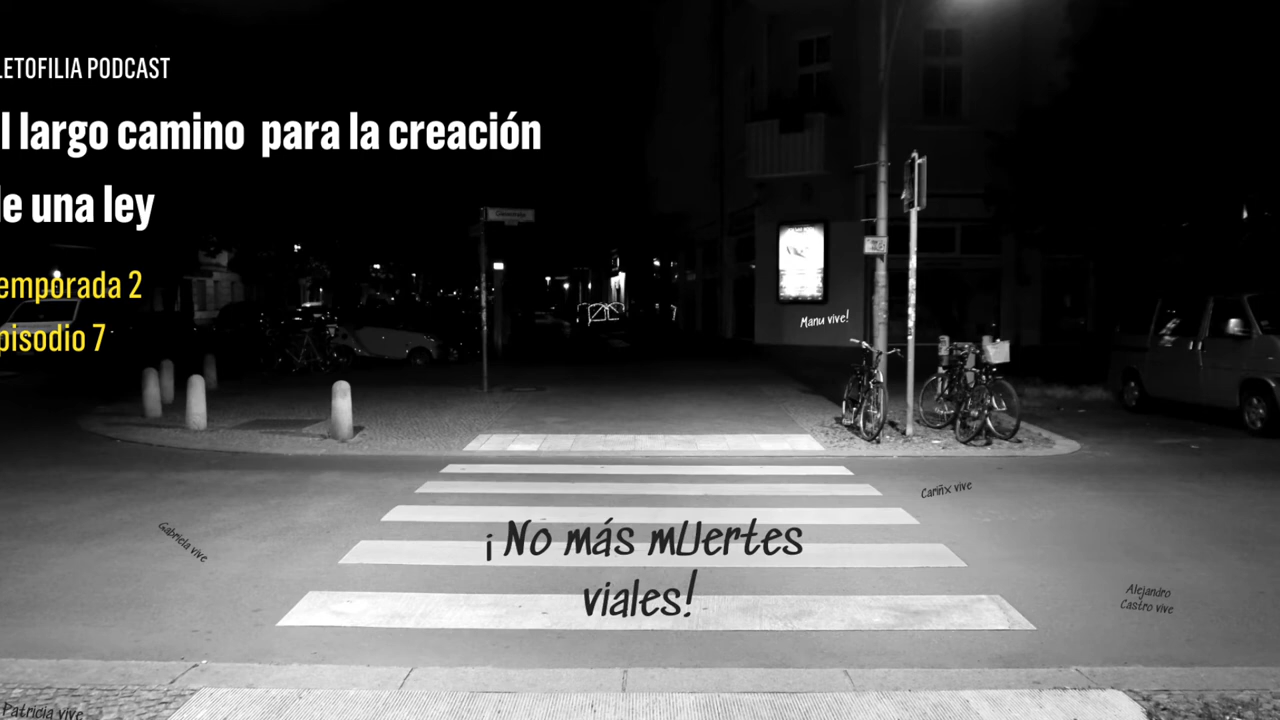 LETOFILIA PODCAST
l largo camino para la creación
de una ley
emporada 2
pisodio 7
Manu vive!
Cariñx vive
¡No más mUertes
viales!
Gabriela vive
Alejandro
Castro vive
Patricia vive